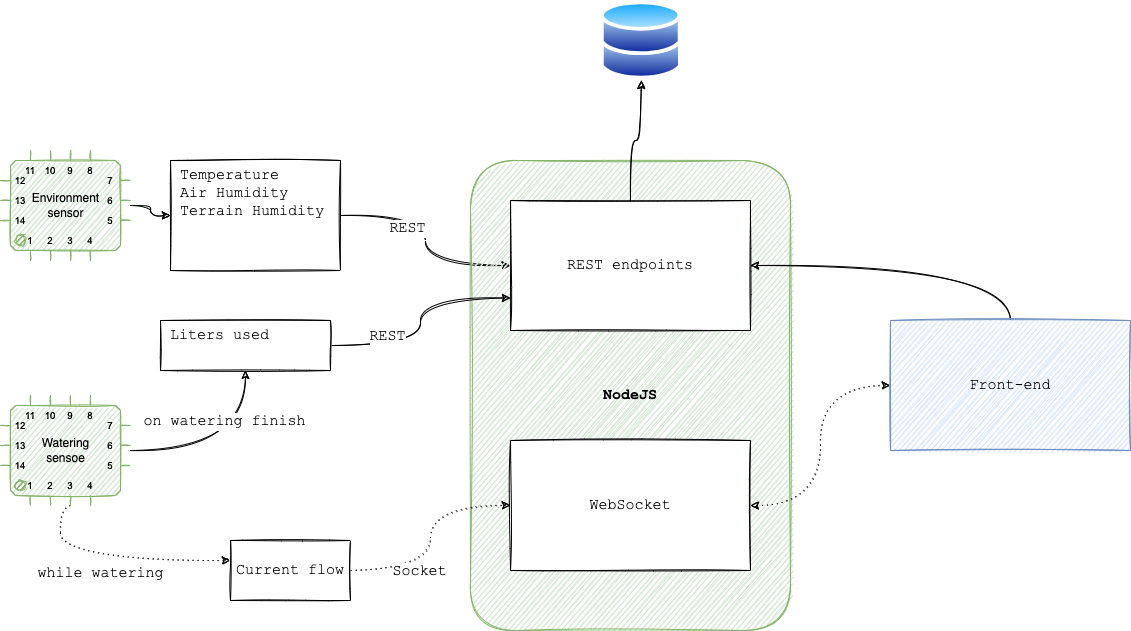 11 10 9 8
12 7
13 Environment 6
sensor
14 5
1 2 3 4
Temperature
Air Humidity
Terrain Humidity
REST
REST endpoints
Liters used
REST
on watering finish
11 10 9 8
12 7
13 Watering 6
sensoe
14 5
1 2 3 4
while watering
Current flow
Socket
NodeJS
WebSocket
Front-end